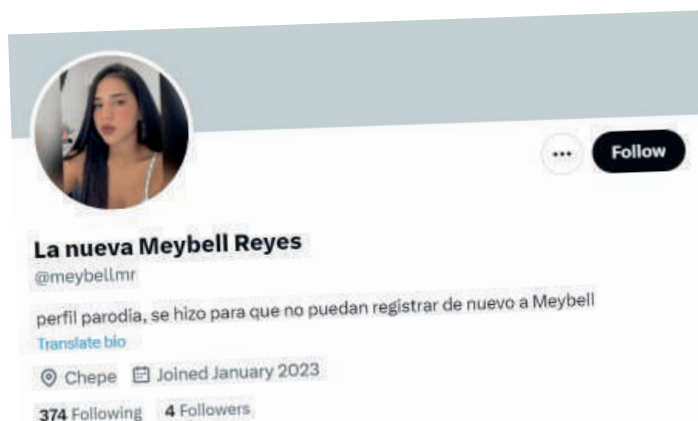 Follow
La nueva Meybell Reyes
@meybellmr
perfil parodia, se hizo para que no puedan registrar de nuevo a Meybell
Translate bio
Chepe Joined January 2023
374 Following 4 Followers